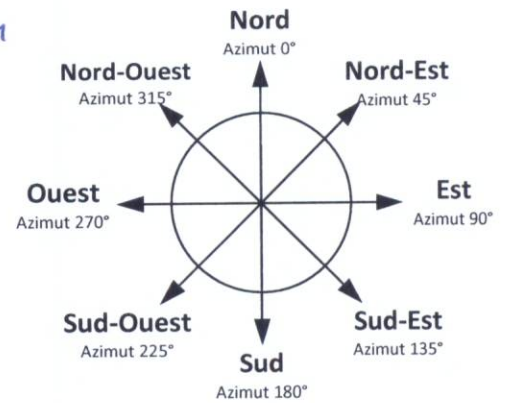 Nord
Azimut 0°
Nord-Ouest
Azimut 315°
Nord-Est
Azimut 45°
Ouest
Azimut 270°
Est
Azimut 90°
Sud-Ouest
Azimut 225°
Sud-Est
Azimut 135°
Sud
Azimut 180°